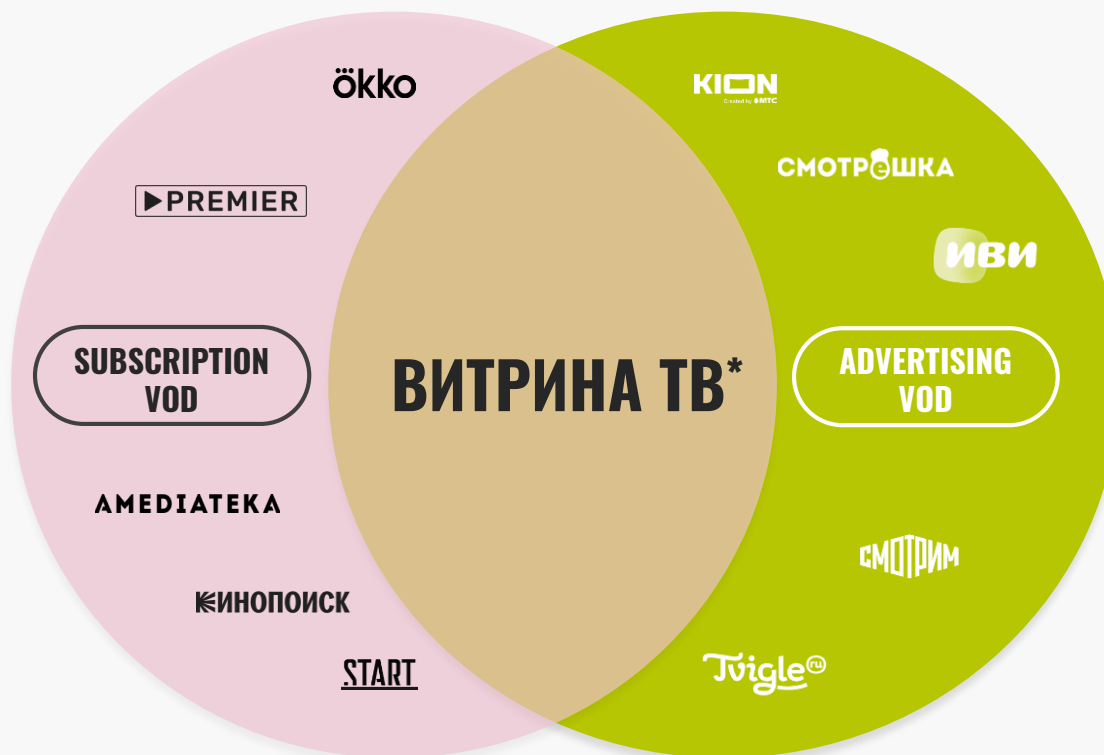 ökko
PREMIER
SUBSCRIPTION
VOD
AMEDIATEKA
КИНОПОИСК
START
ВИТРИНА ТВ*
KION
Created by МТС
СМОТРЕШКА
иви
ADVERTISING
VOD
СМОТРИМ
Tvigle ru